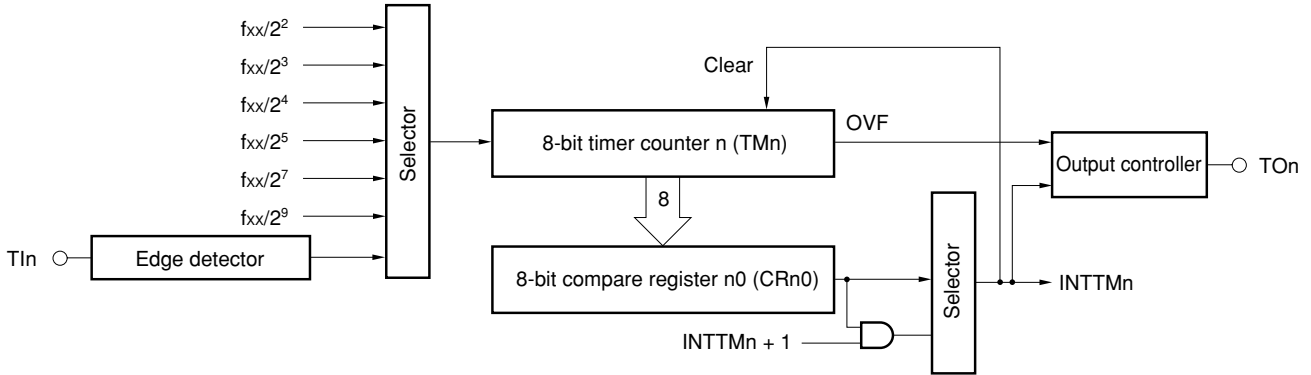 fxx/2²
fxx/2³
fxx/2⁴
fxx/2⁵
fxx/2⁷
fxx/2⁹
TIn
Edge detector
Selector
Clear
8-bit timer counter n (TMn)
OVF
8
8-bit compare register n0 (CRn0)
INTTMn + 1
Selector
Output controller
TOn
INTTMn